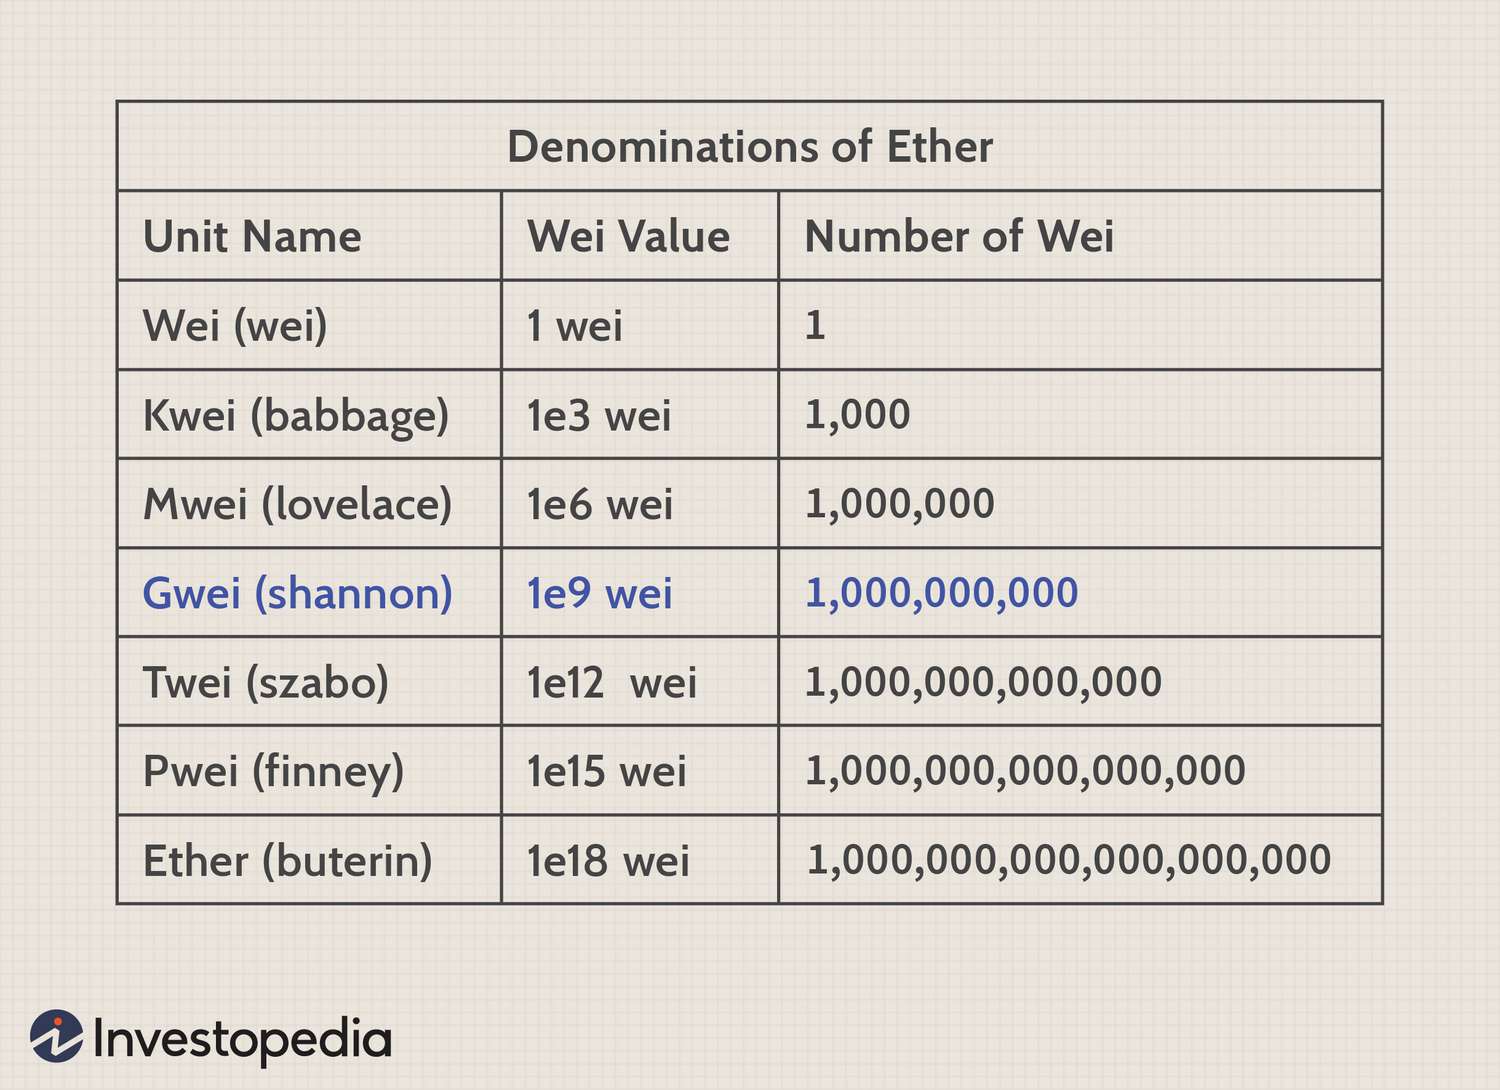 Denominations of Ether
Unit Name Wei Value Number of Wei
Wei (wei) 1 wei 1
Kwei (babbage) 1e3 wei 1,000
Mwei (lovelace) 1e6 wei 1,000,000
Gwei (shannon) 1e9 wei 1,000,000,000
Twei (szabo) 1e12 wei 1,000,000,000,000
Pwei (finney) 1e15 wei 1,000,000,000,000,000
Ether (buterin) 1e18 wei 1,000,000,000,000,000,000
Investopedia